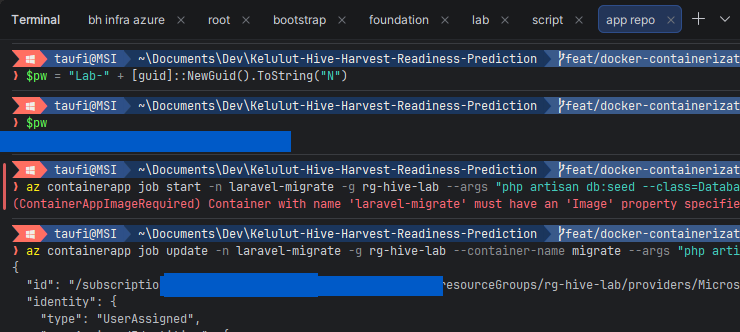 Terminal bh infra azure root bootstrap foundation lab script app repo
taufi@MSI ~\Documents\Dev\Kelulut-Hive-Harvest-Readiness-Prediction feat/docker-containerizat
❯ $pw = "Lab-" + [guid]::NewGuid().ToString("N")
taufi@MSI ~\Documents\Dev\Kelulut-Hive-Harvest-Readiness-Prediction feat/docker-containerizat
❯ $pw
taufi@MSI ~\Documents\Dev\Kelulut-Hive-Harvest-Readiness-Prediction feat/docker-containerizat
❯ az containerapp job start -n laravel-migrate -g rg-hive-lab --args "php artisan db:seed --class=Databa
(ContainerAppImageRequired) Container with name 'laravel-migrate' must have an 'Image' property specifie
taufi@MSI ~\Documents\Dev\Kelulut-Hive-Harvest-Readiness-Prediction feat/docker-containerizat
❯ az containerapp job update -n laravel-migrate -g rg-hive-lab --container-name migrate --args "php arti
{
"id": "/subscriptio esourceGroups/rg-hive-lab/providers/Micros
"identity": {
"type": "UserAssigned",